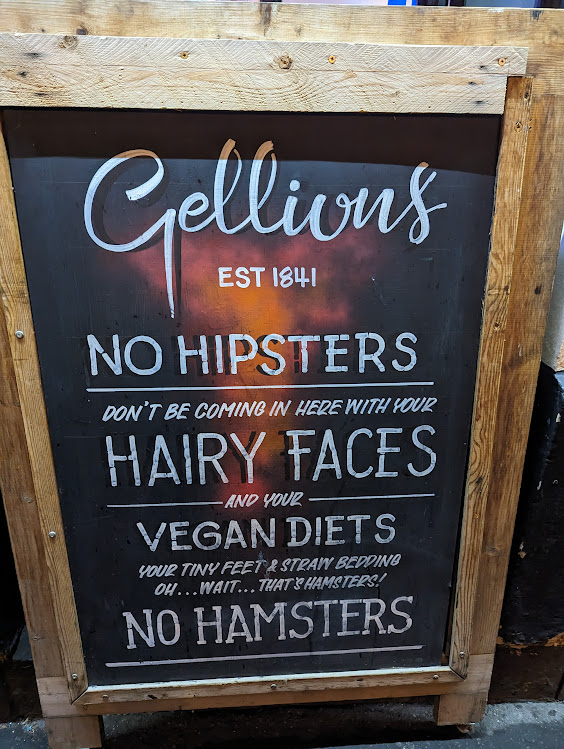 Gellions
EST 1841
NO HIPSTERS
DON'T BE COMING IN HERE WITH YOUR
HAIRY FACES
AND YOUR
VEGAN DIETS
YOUR TINY FEET & STRAW BEDDING
OH...WAIT... THAT'S HAMSTERS!
NO HAMSTERS